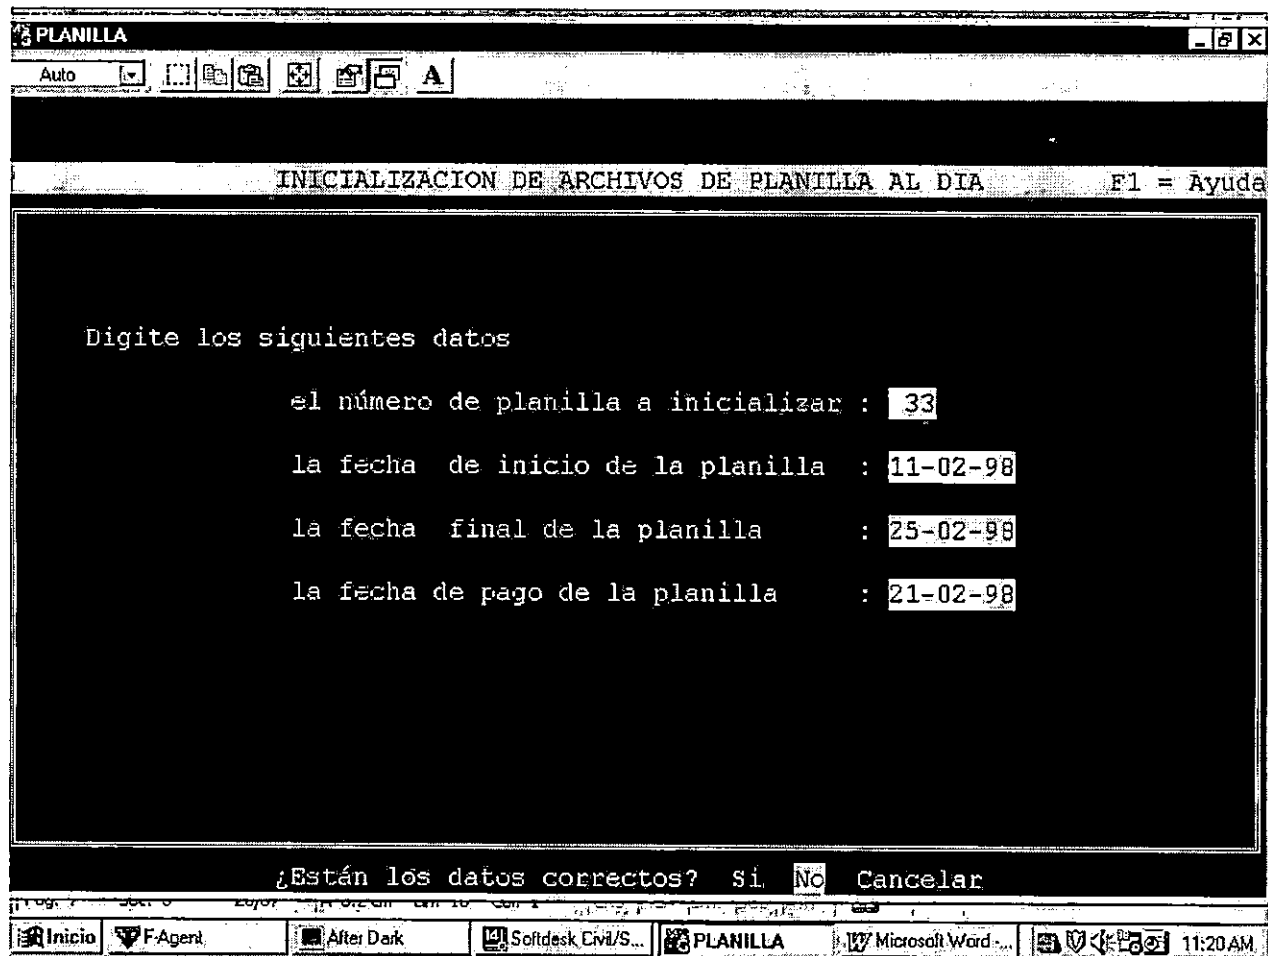 PLANILLA
Auto A
INICIALIZACION DE ARCHIVOS DE PLANILLA AL DIA F1 = Ayuda
Digite los siguientes datos
el número de planilla a inicializar : 33
la fecha de inicio de la planilla : 11-02-98
la fecha final de la planilla : 25-02-98
la fecha de pago de la planilla : 21-02-98
¿Están los datos correctos? Si No Cancelar
Inicio F-Agent After Dark Softdesk Civil/S... PLANILLA Microsoft Word -... 11:20 AM